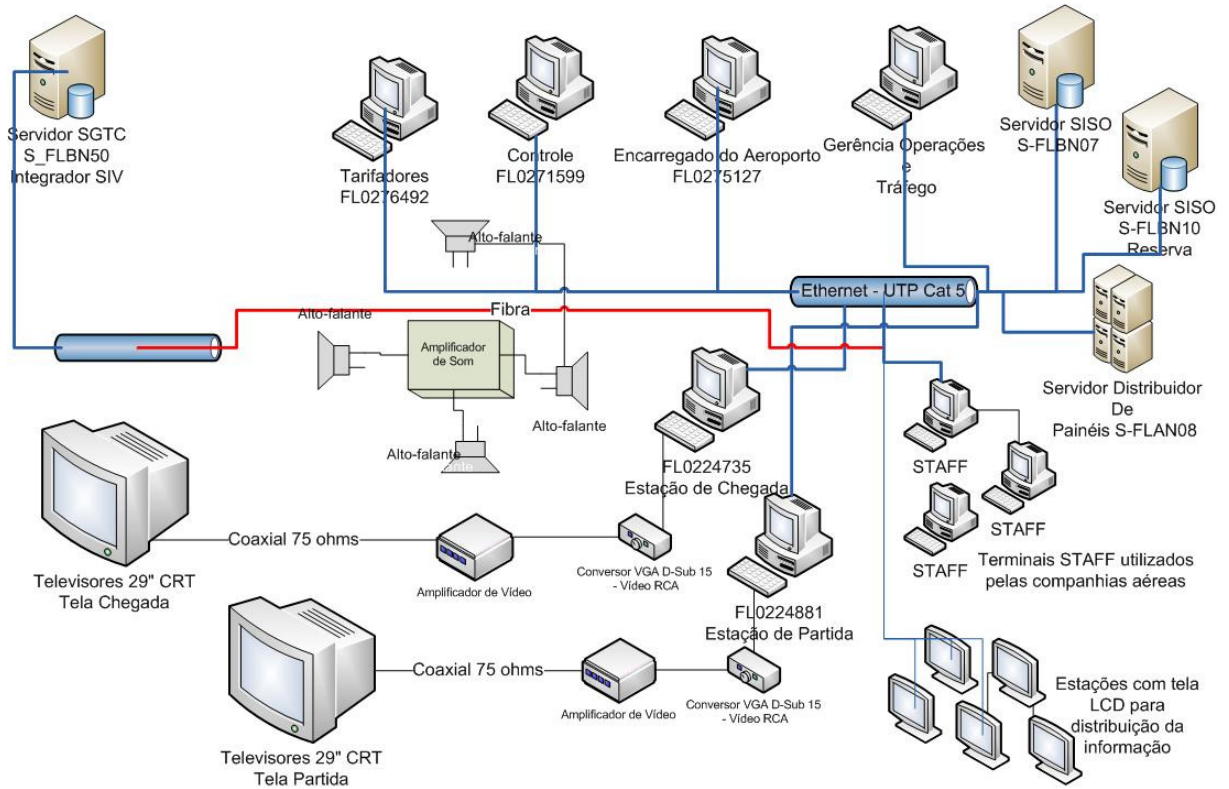 Servidor SGTC
S_FLBN50
Integrador SIV
Tarifadores
FL0276492
Controle
FL0271599
Encarregado do Aeroporto
FL0275127
Gerência Operações
e
Tráfego
Servidor SISO
S-FLBN07
Servidor SISO
S-FLBN10
Reserva
Alto-falante
Ethernet - UTP Cat 5
Fibra
Alto-falante
Amplificador
de Som
Alto-falante
Alto-falante
Servidor Distribuidor
De
Painéis S-FLAN08
FL0224735
Estação de Chegada
STAFF
STAFF
STAFF
Terminais STAFF utilizados
pelas companhias aéreas
Coaxial 75 ohms
Televisores 29" CRT
Tela Chegada
Amplificador de Vídeo
Conversor VGA D-Sub 15
- Vídeo RCA
FL0224881
Estação de Partida
Coaxial 75 ohms
Amplificador de Vídeo
Conversor VGA D-Sub 15
- Vídeo RCA
Estações com tela
LCD para
distribuição da
informação
Televisores 29" CRT
Tela Partida